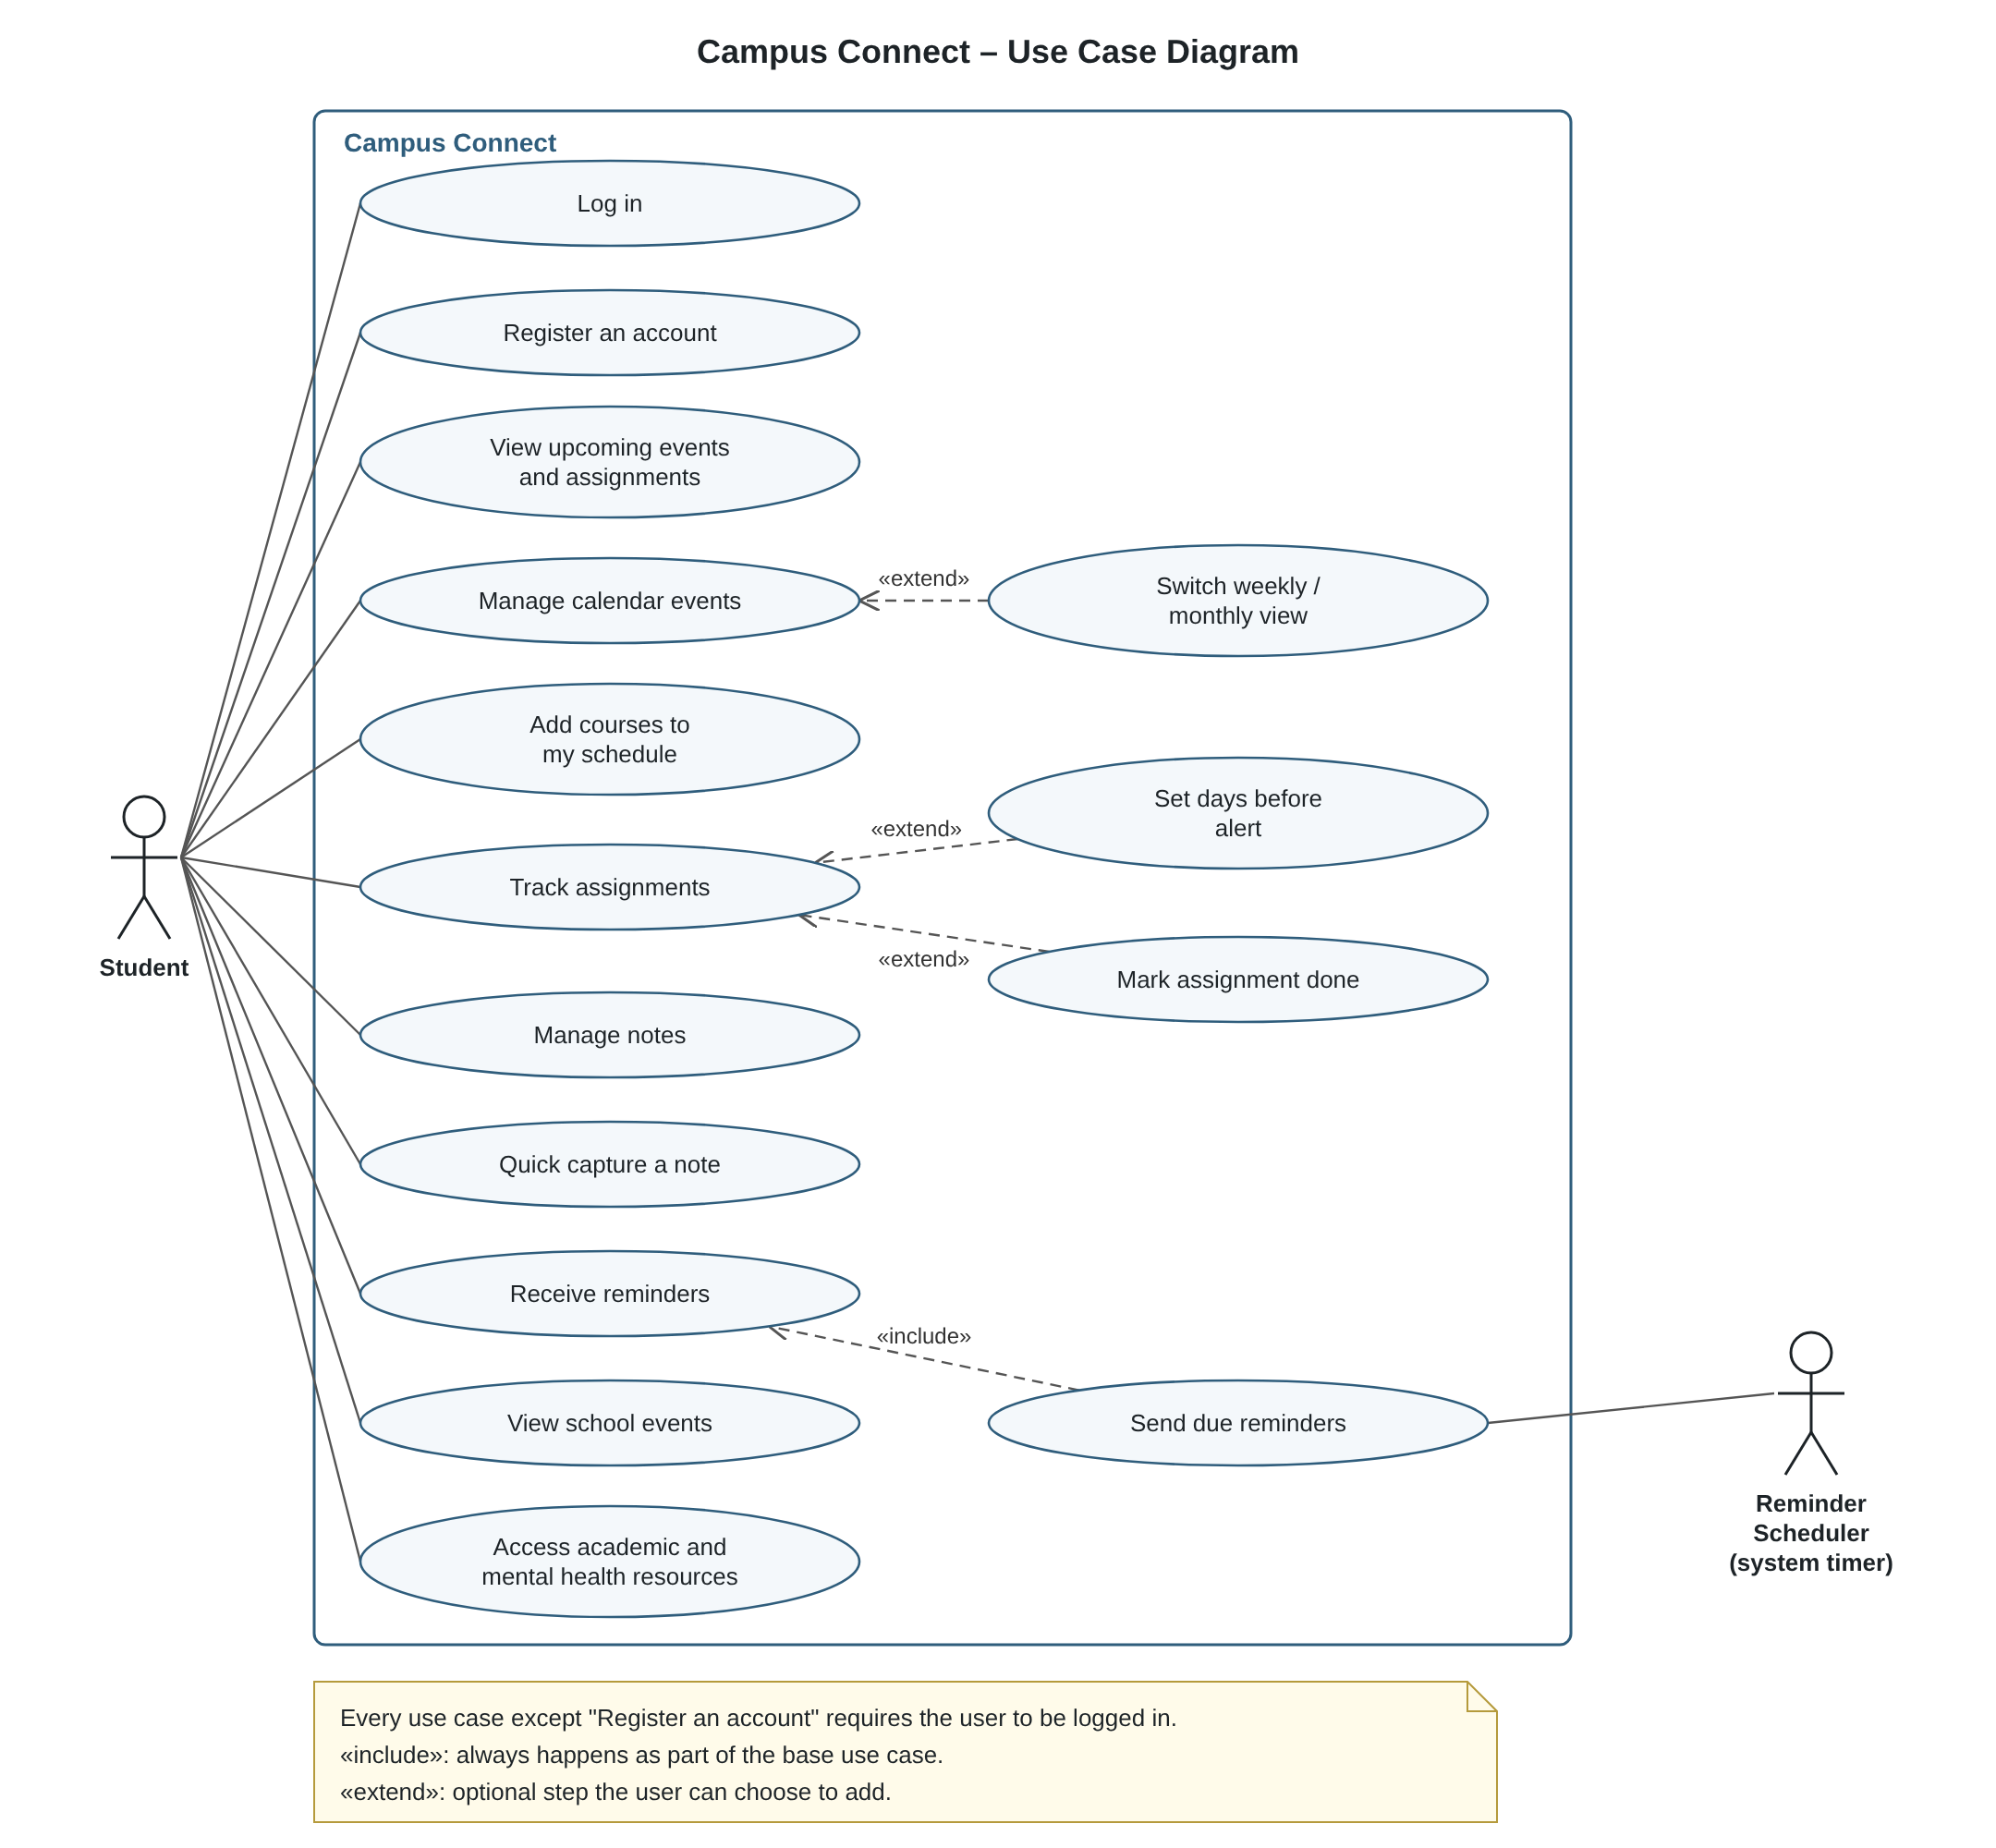 Campus Connect – Use Case Diagram
Campus Connect
Log in
Register an account
View upcoming events
and assignments
Manage calendar events
«extend»
Switch weekly /
monthly view
Add courses to
my schedule
Set days before
alert
«extend»
Track assignments
«extend»
Mark assignment done
Student
Manage notes
Quick capture a note
Receive reminders
«include»
View school events
Send due reminders
Reminder
Scheduler
(system timer)
Access academic and
mental health resources
Every use case except "Register an account" requires the user to be logged in.
«include»: always happens as part of the base use case.
«extend»: optional step the user can choose to add.